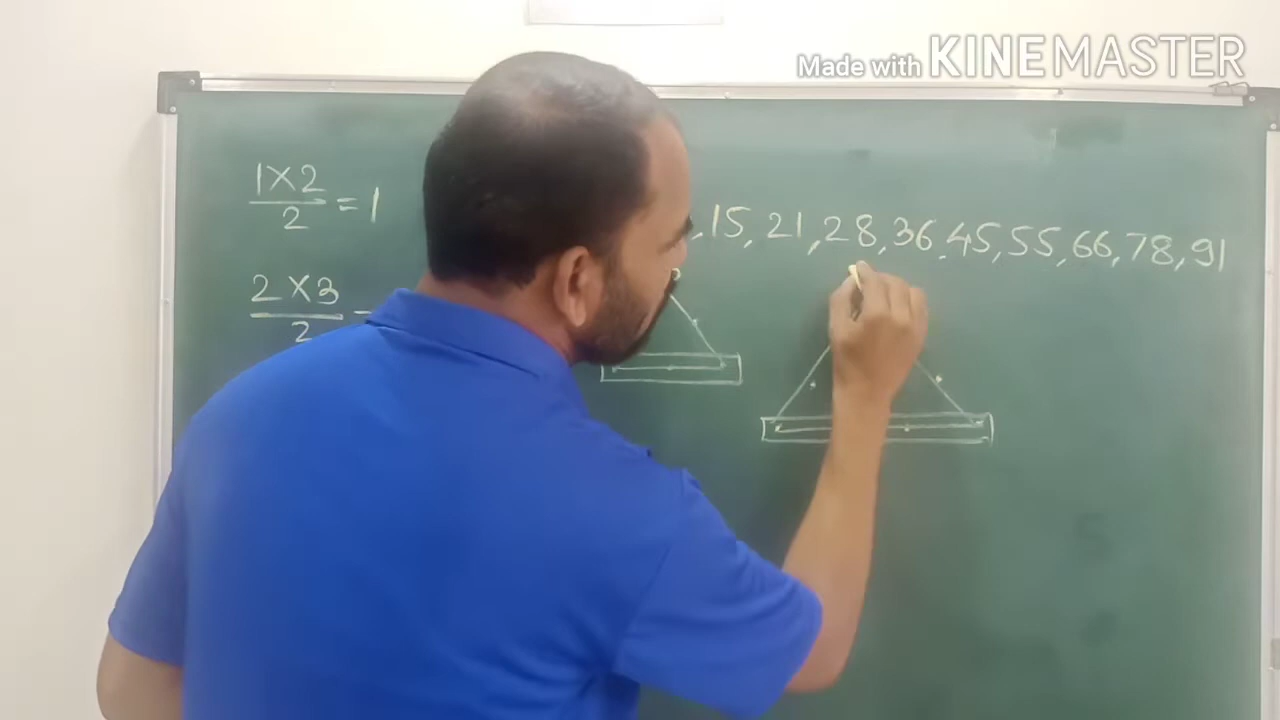 Made with KINEMASTER
1×2/2 = 1
,15, 21, 28, 36, 45, 55, 66, 78, 91
2×3/2 =